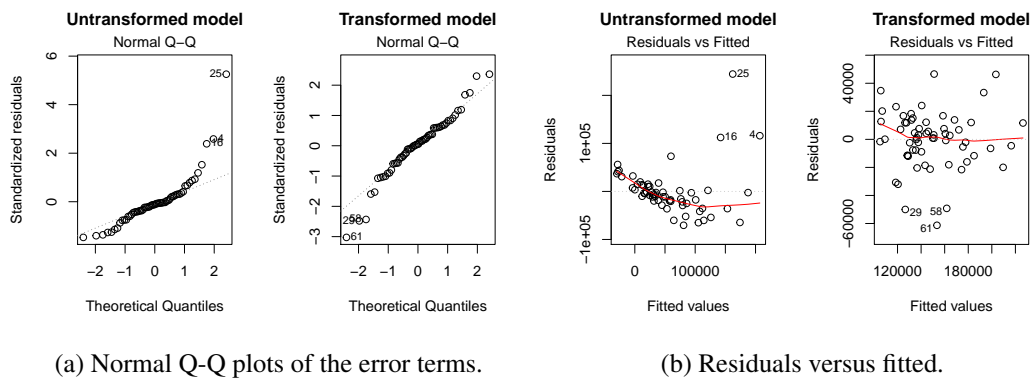 Untransformed model
Normal Q−Q
Standardized residuals
6
4
2
0
25
4
16
−2 −1 0 1 2
Theoretical Quantiles
Transformed model
Normal Q−Q
Standardized residuals
2
1
0
−1
−2
−3
58
29
61
−2 −1 0 1 2
Theoretical Quantiles
(a) Normal Q-Q plots of the error terms.
Untransformed model
Residuals vs Fitted
Residuals
1e+05
−1e+05
25
16
4
0 100000
Fitted values
Transformed model
Residuals vs Fitted
Residuals
40000
0
−60000
29
58
61
120000 180000
Fitted values
(b) Residuals versus fitted.